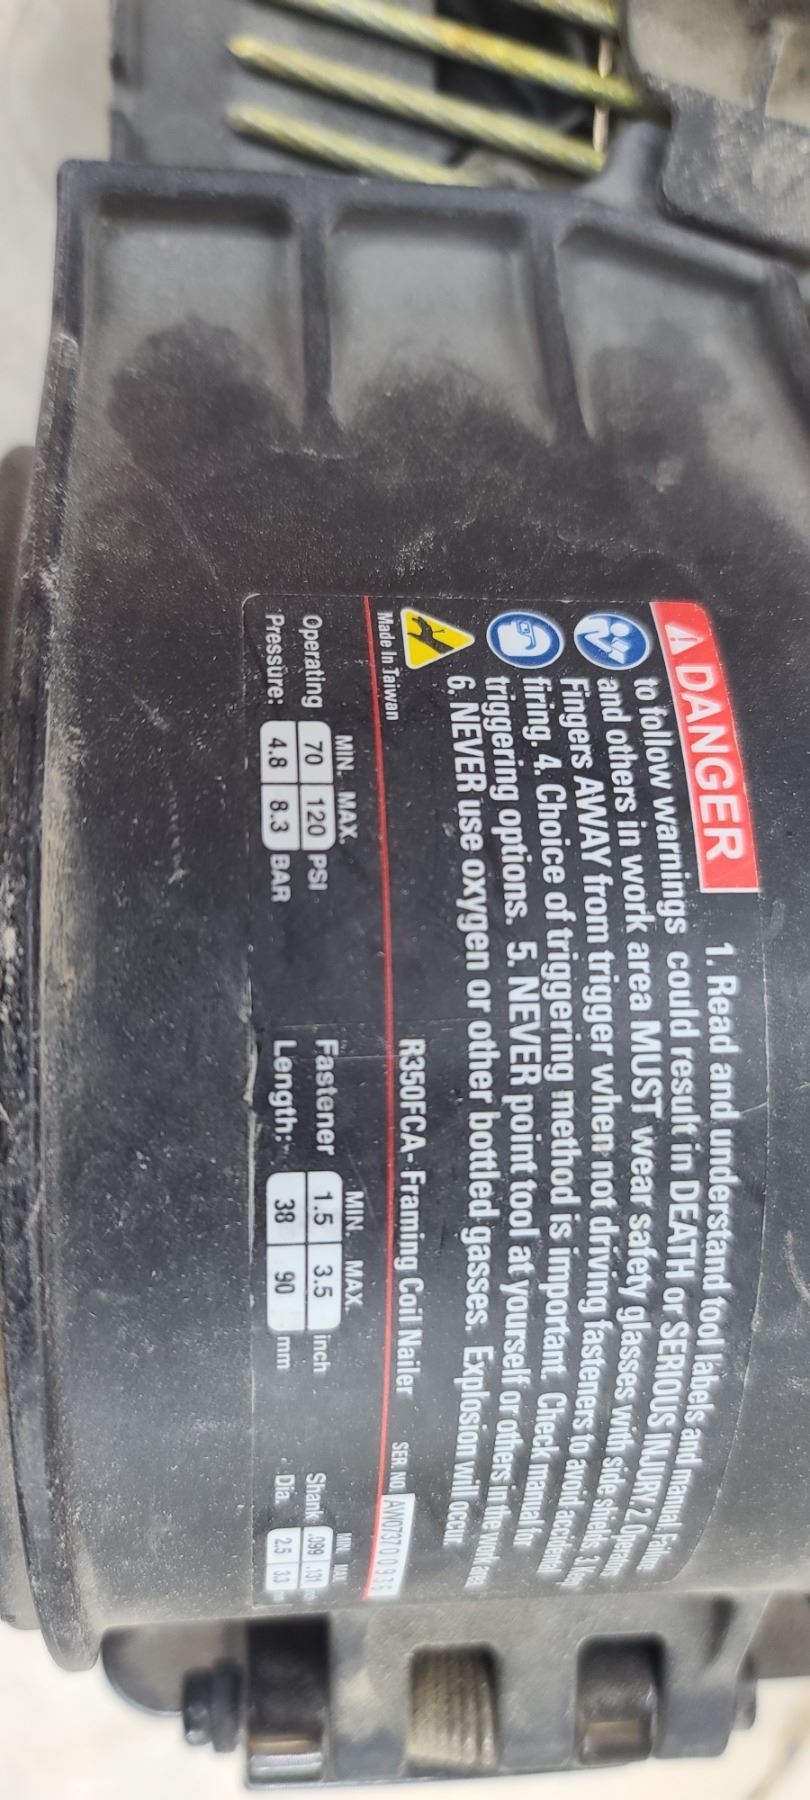 DANGER 1. Read and understand tool labels and manual. Failure
to follow warnings could result in DEATH or SERIOUS INJURY. 2. Operators
and others in work area MUST wear safety glasses with side shields. 3. Keep
Fingers AWAY from trigger when not driving fasteners to avoid accidental
firing. 4. Choice of triggering method is important. Check manual for
triggering options. 5. NEVER point tool at yourself or others in the work area
6. NEVER use oxygen or other bottled gasses. Explosion will occur.
Made In Taiwan R350FCA - Framing Coil Nailer SER. NO.
MIN. MAX. MIN. MAX. MIN. MAX.
Operating 70 120 PSI Fastener 1.5 3.5 inch Shank .099 .131
Pressure: 4.8 8.3 BAR Length: 38 90 mm Dia. 2.5 3.3